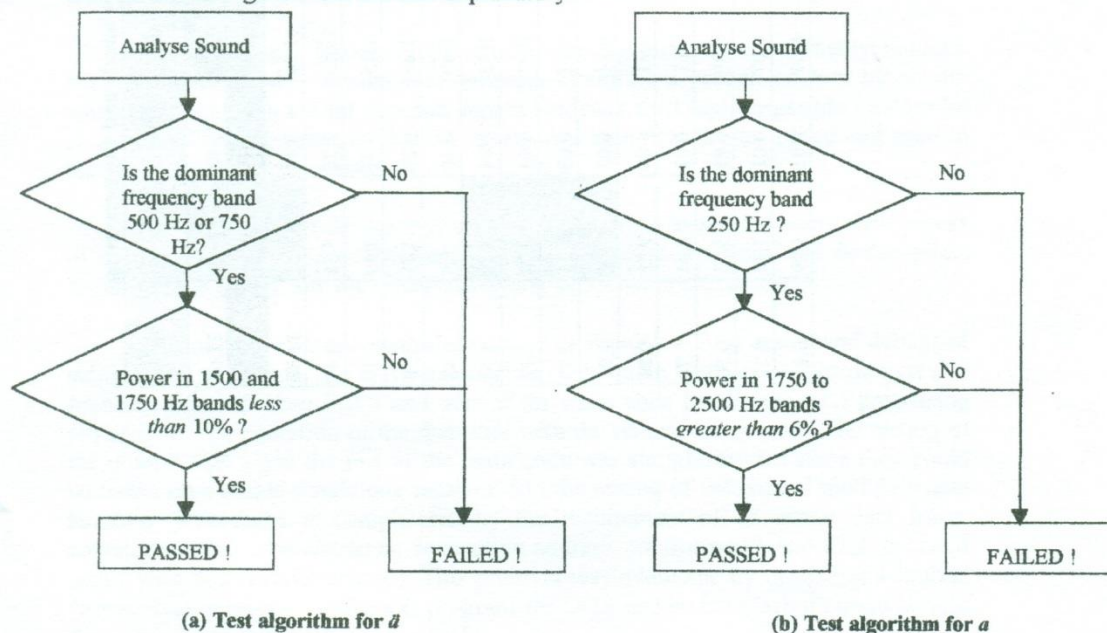 Analyse Sound
Is the dominant
frequency band
500 Hz or 750
Hz?
No
Yes
Power in 1500 and
1750 Hz bands less
than 10% ?
No
Yes
PASSED !
FAILED !
(a) Test algorithm for ä
Analyse Sound
Is the dominant
frequency band
250 Hz ?
No
Yes
Power in 1750 to
2500 Hz bands
greater than 6% ?
No
Yes
PASSED !
FAILED !
(b) Test algorithm for a